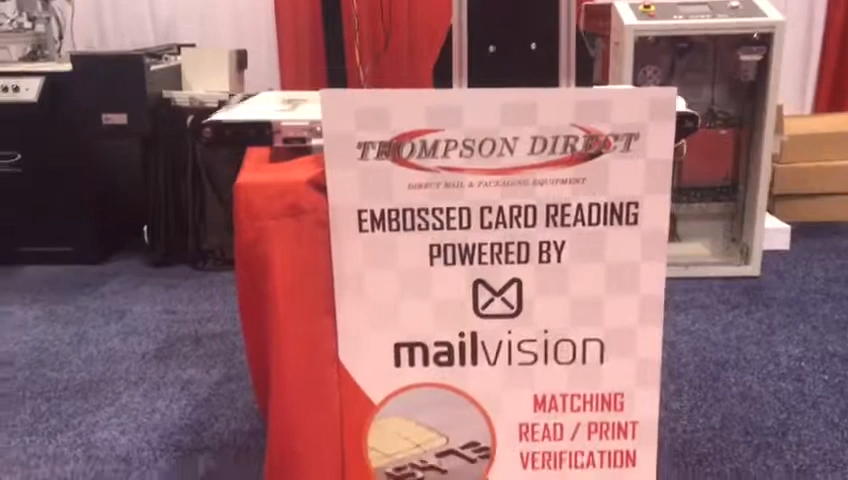 THOMPSON DIRECT
DIRECT MAIL & PACKAGING EQUIPMENT
EMBOSSED CARD READING
POWERED BY
mailvision
MATCHING
READ / PRINT
VERIFICATION